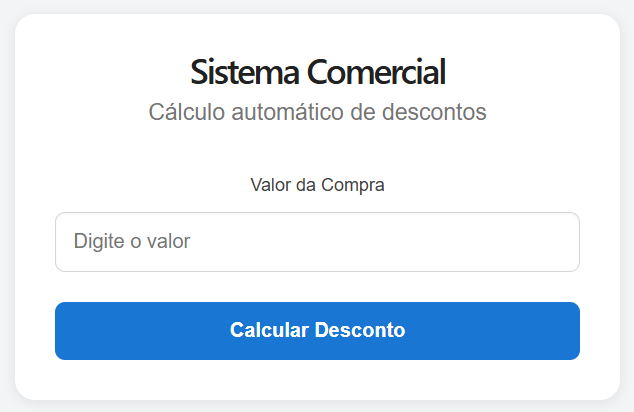 Sistema Comercial
Cálculo automático de descontos
Valor da Compra
Digite o valor
Calcular Desconto